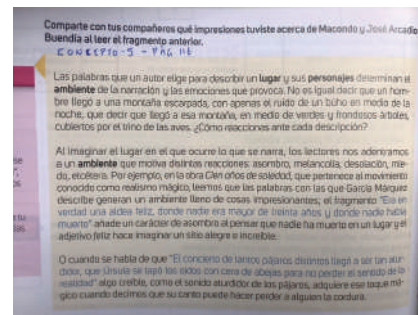 Comparte con tus compañeros qué impresiones tuviste acerca de Macondo y José Arcadio
Buendía al leer el fragmento anterior.
CONCEPTO-5 - PAG 11
Las palabras que un autor elige para describir un lugar y sus personajes determinan el
ambiente de la narración y las emociones que provoca. No es igual decir que un hom-
bre llegó a una montaña escarpada, con apenas el ruido de un búho en medio de la
noche, que decir que llegó a esa montaña, en medio de verdes y frondosos árboles,
cubiertos por el trino de las aves. ¿Cómo reaccionas ante cada descripción?
Al imaginar el lugar en el que ocurre lo que se narra, los lectores nos adentramos
a un ambiente que motiva distintas reacciones: asombro, melancolía, desolación, mie-
do, etcétera. Por ejemplo, en la obra Cien años de soledad, que pertenece al movimiento
conocido como realismo mágico, leemos que las palabras con las que García Márquez
describe generan un ambiente lleno de cosas impresionantes; el fragmento "Era en
verdad una aldea feliz, donde nadie era mayor de treinta años y donde nadie había
muerto" añade un carácter de asombro al pensar que nadie ha muerto en un lugar y el
adjetivo feliz hace imaginar un sitio alegre e increíble.
O cuando se habla de que "El concierto de tantos pájaros distintos llegó a ser tan atur-
didor, que Úrsula se tapó los oídos con cera de abejas para no perder el sentido de la
realidad" algo creíble, como el sonido aturdidor de los pájaros, adquiere ese toque má-
gico cuando decimos que su canto puede hacer perder a alguien la cordura.